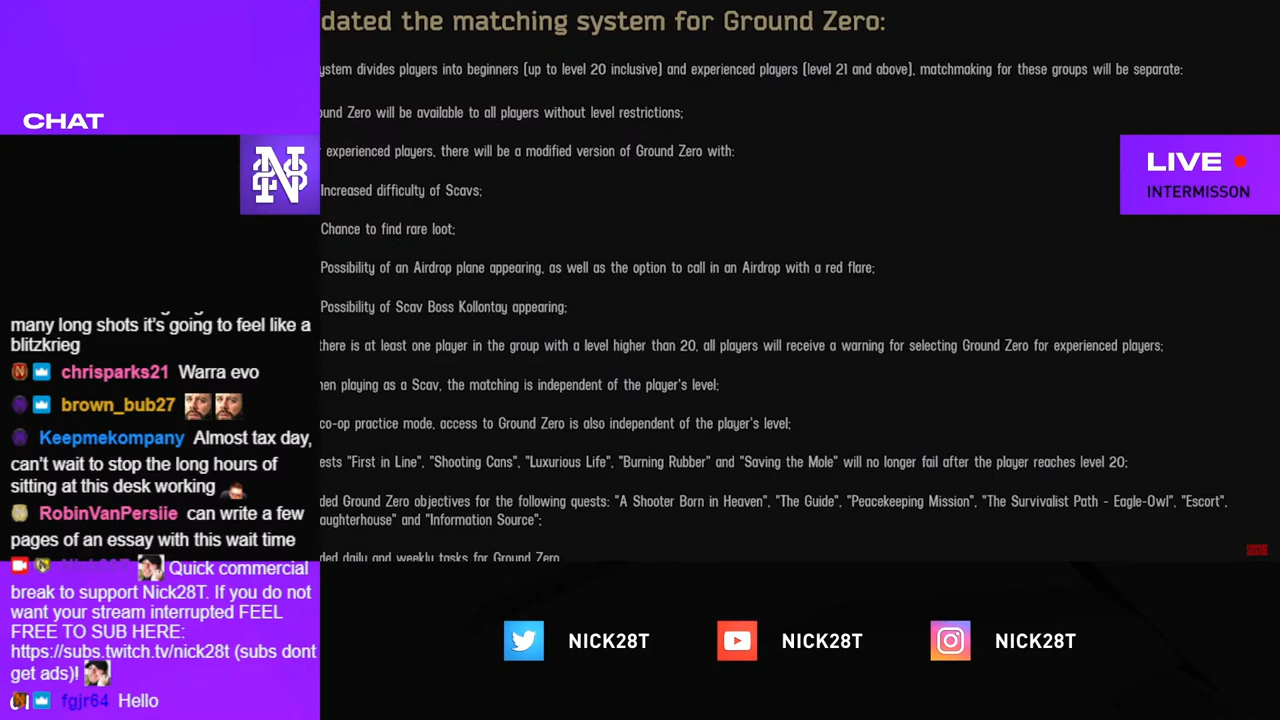 dated the matching system for Ground Zero:
ystem divides players into beginners (up to level 20 inclusive) and experienced players (level 21 and above), matchmaking for these groups will be separate:
ound Zero will be available to all players without level restrictions;
experienced players, there will be a modified version of Ground Zero with:
Increased difficulty of Scavs;
Chance to find rare loot;
Possibility of an Airdrop plane appearing, as well as the option to call in an Airdrop with a red flare;
Possibility of Scav Boss Kollontay appearing;
there is at least one player in the group with a level higher than 20, all players will receive a warning for selecting Ground Zero for experienced players;
hen playing as a Scav, the matching is independent of the player's level;
co-op practice mode, access to Ground Zero is also independent of the player's level;
ests "First in Line", "Shooting Cans", "Luxurious Life", "Burning Rubber" and "Saving the Mole" will no longer fail after the player reaches level 20;
ded Ground Zero objectives for the following quests: "A Shooter Born in Heaven", "The Guide", "Peacekeeping Mission", "The Survivalist Path - Eagle-Owl", "Escort",
aughterhouse" and "Information Source";
ded daily and weekly tasks for Ground Zero
CHAT
LIVE
INTERMISSON
many long shots it's going to feel like a
blitzkrieg
chrisparks21 Warra evo
brown_bub27
Keepmekompany Almost tax day,
can't wait to stop the long hours of
sitting at this desk working
RobinVanPersiie can write a few
pages of an essay with this wait time
Nick28T Quick commercial
break to support Nick28T. If you do not
want your stream interrupted FEEL
FREE TO SUB HERE:
https://subs.twitch.tv/nick28t (subs dont
get ads)!
fgjr64 Hello
NICK28T
NICK28T
NICK28T
SUBSCRIBE